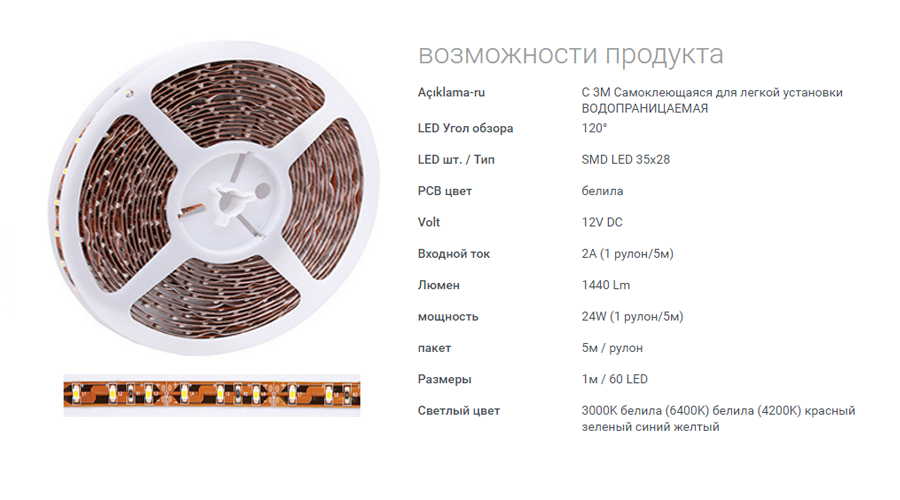 возможности продукта
Açıklama-ru С 3М Самоклеющаяся для легкой установки
ВОДОПРАНИЦАЕМАЯ
LED Угол обзора 120°
LED шт. / Тип SMD LED 35x28
PCB цвет белила
Volt 12V DC
Входной ток 2A (1 рулон/5м)
Люмен 1440 Lm
мощность 24W (1 рулон/5м)
пакет 5м / рулон
Размеры 1м / 60 LED
Светлый цвет 3000K белила (6400K) белила (4200K) красный
зеленый синий желтый